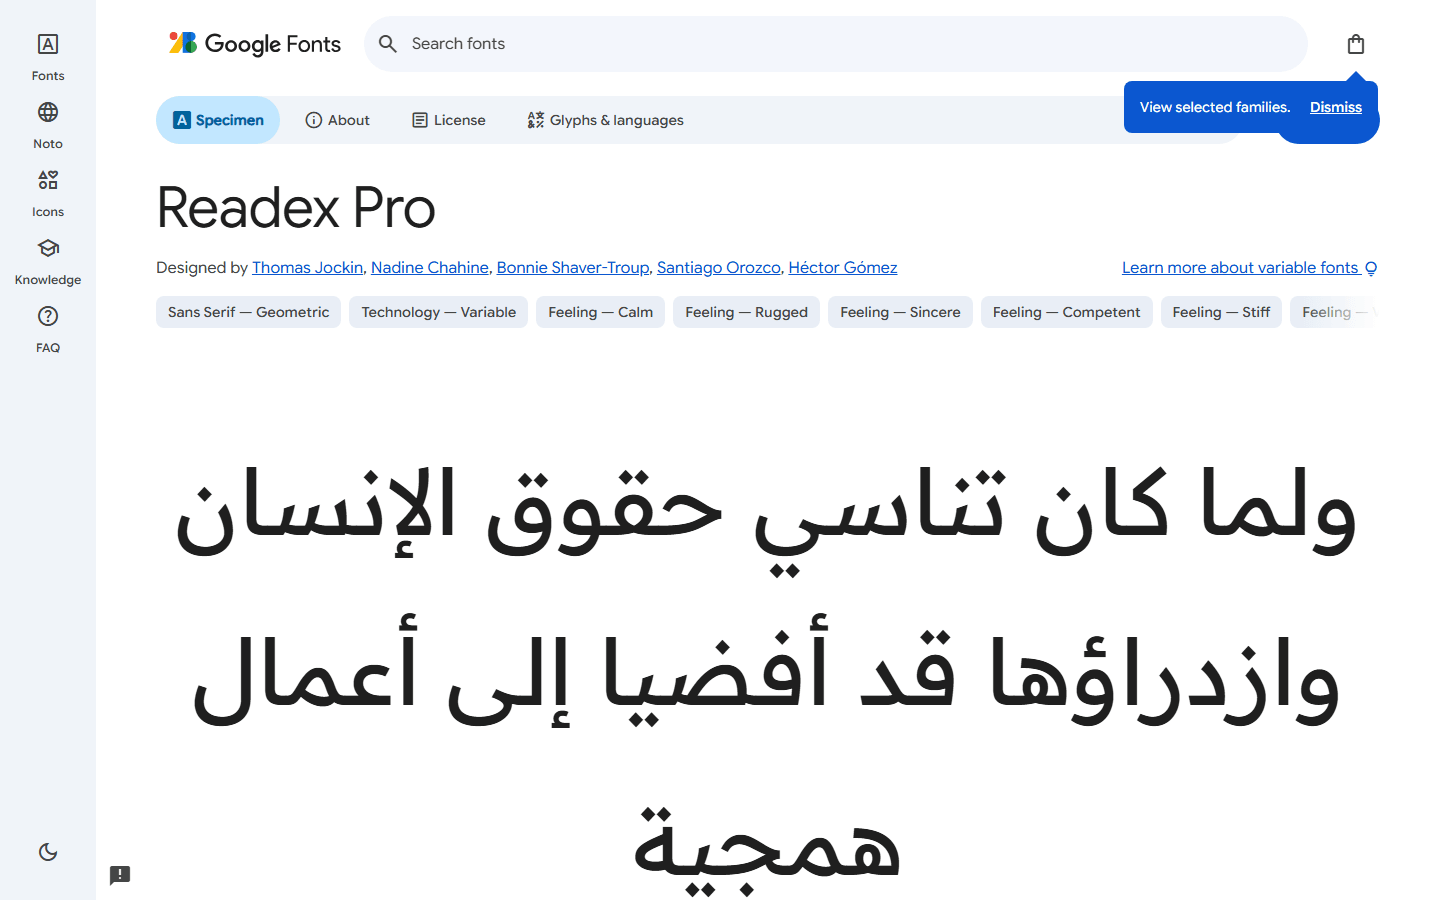 Fonts
Noto
Icons
Knowledge
FAQ
Google Fonts
Search fonts
View selected families. Dismiss
Specimen About License Glyphs & languages
Readex Pro
Designed by Thomas Jockin, Nadine Chahine, Bonnie Shaver-Troup, Santiago Orozco, Héctor Gómez
Learn more about variable fonts
Sans Serif — Geometric Technology — Variable Feeling — Calm Feeling — Rugged Feeling — Sincere Feeling — Competent Feeling — Stiff Feeling —
ولما كان تناسي حقوق الإنسان
وازدراؤها قد أفضيا إلى أعمال
همجية